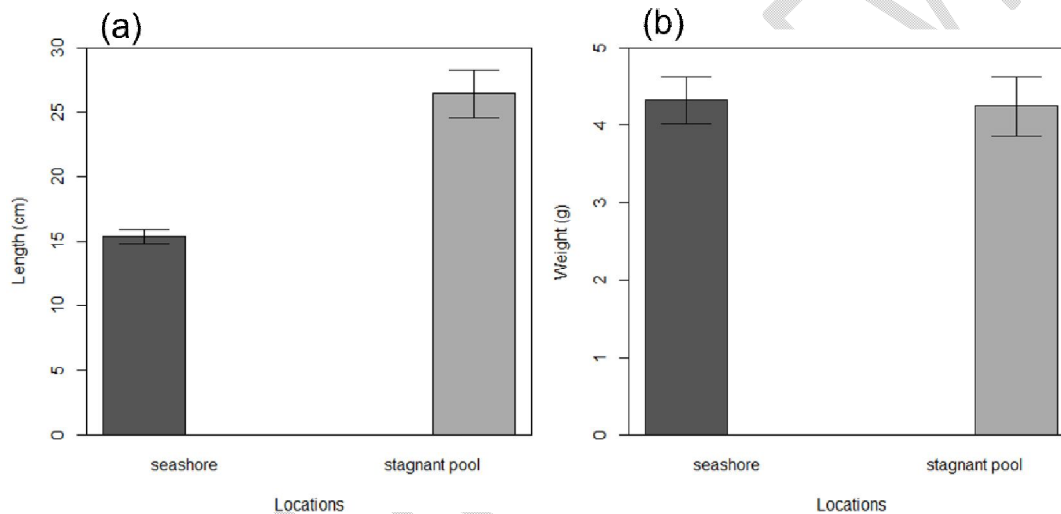 (a)
30
25
20
15
10
5
0
Length (cm)
seashore stagnant pool
Locations
(b)
5
4
3
2
1
0
Weight (g)
seashore stagnant pool
Locations